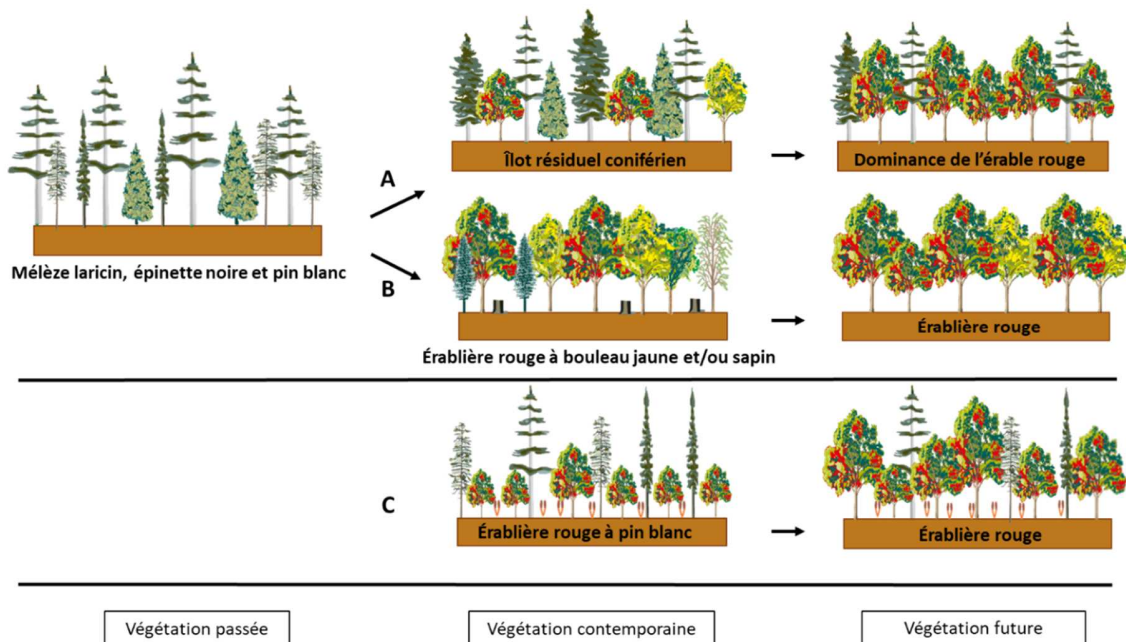 Îlot résiduel coniférien
Dominance de l'érable rouge
A
Mélèze laricin, épinette noire et pin blanc
B
Érablière rouge
Érablière rouge à bouleau jaune et/ou sapin
C
Érablière rouge à pin blanc
Érablière rouge
Végétation passée
Végétation contemporaine
Végétation future